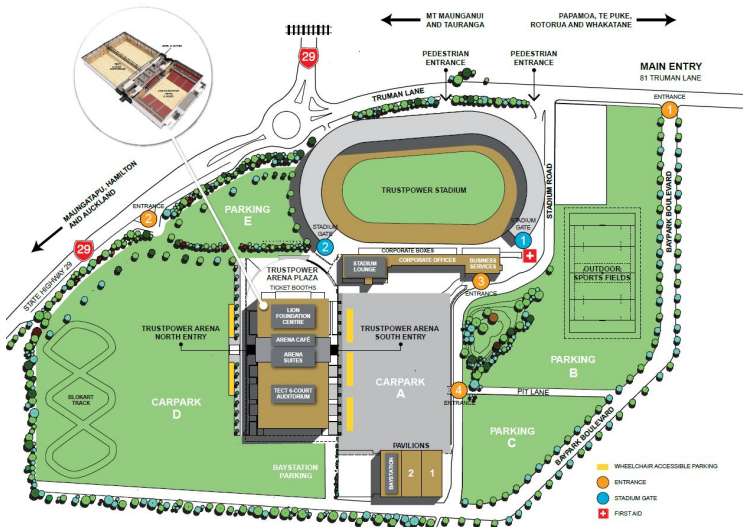 MT MAUNGANUI
AND TAURANGA
PAPAMOA, TE PUKE,
ROTORUA AND WHAKATANE
29
PEDESTRIAN
ENTRANCE
PEDESTRIAN
ENTRANCE
MAIN ENTRY
81 TRUMAN LANE
ENTRANCE
1
TRUMAN LANE
MAUNGATAPU, HAMILTON
AND AUCKLAND
ENTRANCE
2
29
STATE HIGHWAY 29
PARKING
E
TRUSTPOWER STADIUM
STADIUM ROAD
BAYPARK BOULEVARD
STADIUM
GATE
2
STADIUM
GATE
1
CORPORATE BOXES
CORPORATE OFFICES
STADIUM
LOUNGE
BUSINESS
SERVICES
3
ENTRANCE
OUTDOOR
SPORTS FIELDS
TRUSTPOWER
ARENA PLAZA
TICKET BOOTHS
LION
FOUNDATION
CENTRE
ARENA CAFÉ
ARENA
SUITES
TECT 6-COURT
AUDITORIUM
TRUSTPOWER ARENA
NORTH ENTRY
TRUSTPOWER ARENA
SOUTH ENTRY
BLOKART
TRACK
CARPARK
D
CARPARK
A
PARKING
B
4
ENTRANCE
PIT LANE
PARKING
C
BAYPARK BOULEVARD
BAYSTATION
PARKING
PAVILIONS
BAYSTATION
2
1
WHEELCHAIR ACCESSIBLE PARKING
ENTRANCE
STADIUM GATE
FIRST AID